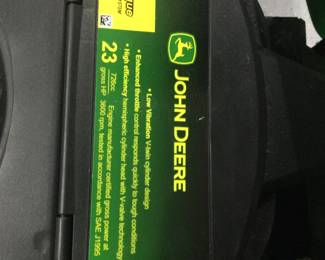 JOHN DEERE
• Low Vibration V-twin cylinder design
• Enhanced throttle control responds quickly to tough conditions
• High efficiency hemispheric cylinder head with V-valve technology
23 726cc
gross HP
Engine manufacturer certified gross power at
3600 rpm, tested in accordance with SAE J1995